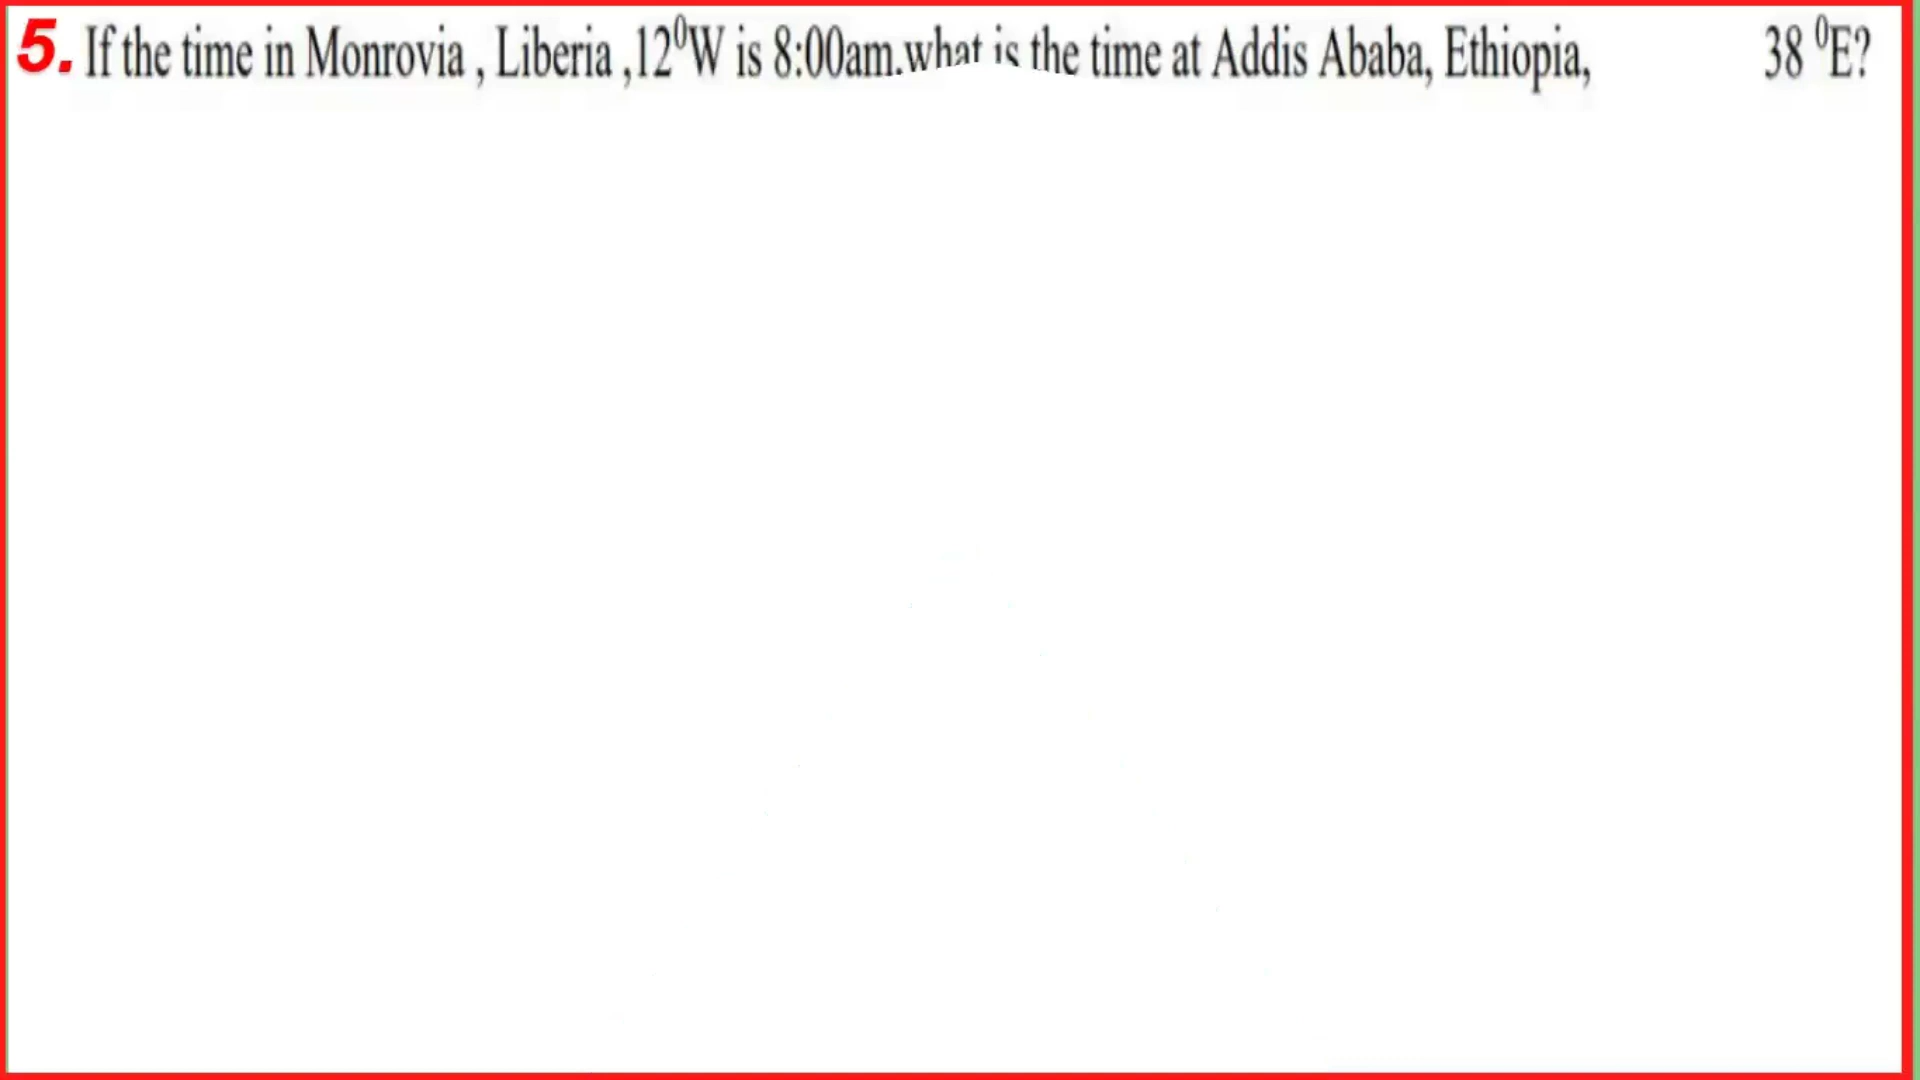 5. If the time in Monrovia , Liberia ,12⁰W is 8:00am.what is the time at Addis Ababa, Ethiopia, 38 ⁰E?